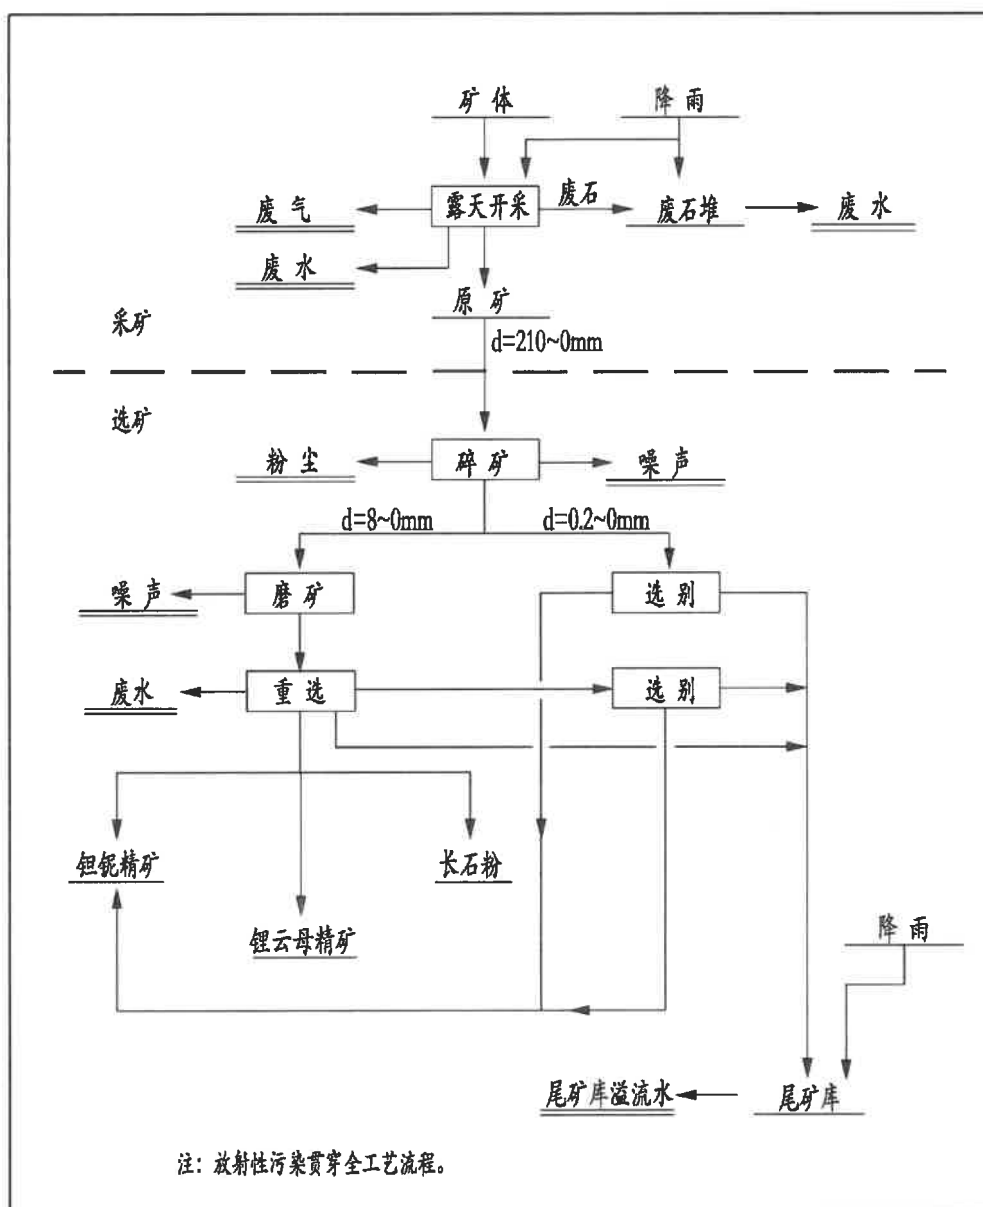 矿体
降雨
废气
露天开采
废石
废石堆
废水
废水
原矿
采矿
d=210~0mm
选矿
粉尘
碎矿
噪声
d=8~0mm
d=0.2~0mm
噪声
磨矿
选别
废水
重选
选别
钽铌精矿
长石粉
锂云母精矿
降雨
尾矿库溢流水
尾矿库
注：放射性污染贯穿全工艺流程。